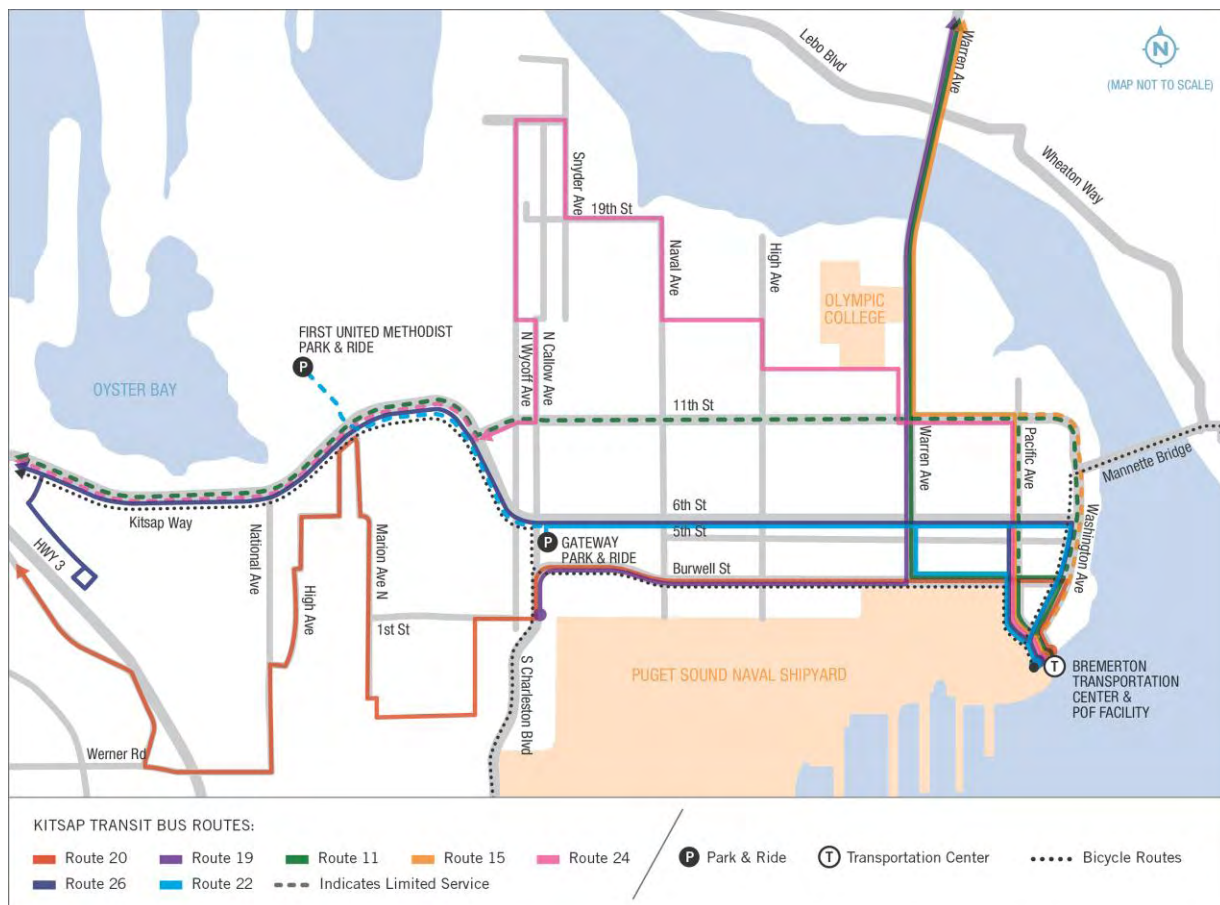 Lebo Blvd
Warren Ave
N
(MAP NOT TO SCALE)
Wheaton Way
Snyder Ave
19th St
Naval Ave
High Ave
OLYMPIC
COLLEGE
FIRST UNITED METHODIST
PARK & RIDE
P
N Wycoff Ave
N Callow Ave
OYSTER BAY
11th St
Warren Ave
Pacific Ave
Mannette Bridge
6th St
5th St
Washington Ave
Kitsap Way
P
GATEWAY
PARK & RIDE
HWY 3
National Ave
High Ave
Marion Ave N
Burwell St
1st St
PUGET SOUND NAVAL SHIPYARD
T
BREMERTON
TRANSPORTATION
CENTER &
POF FACILITY
S Charleston Blvd
Werner Rd
KITSAP TRANSIT BUS ROUTES:
Route 20 Route 19 Route 11 Route 15 Route 24
Route 26 Route 22 Indicates Limited Service
P Park & Ride T Transportation Center Bicycle Routes